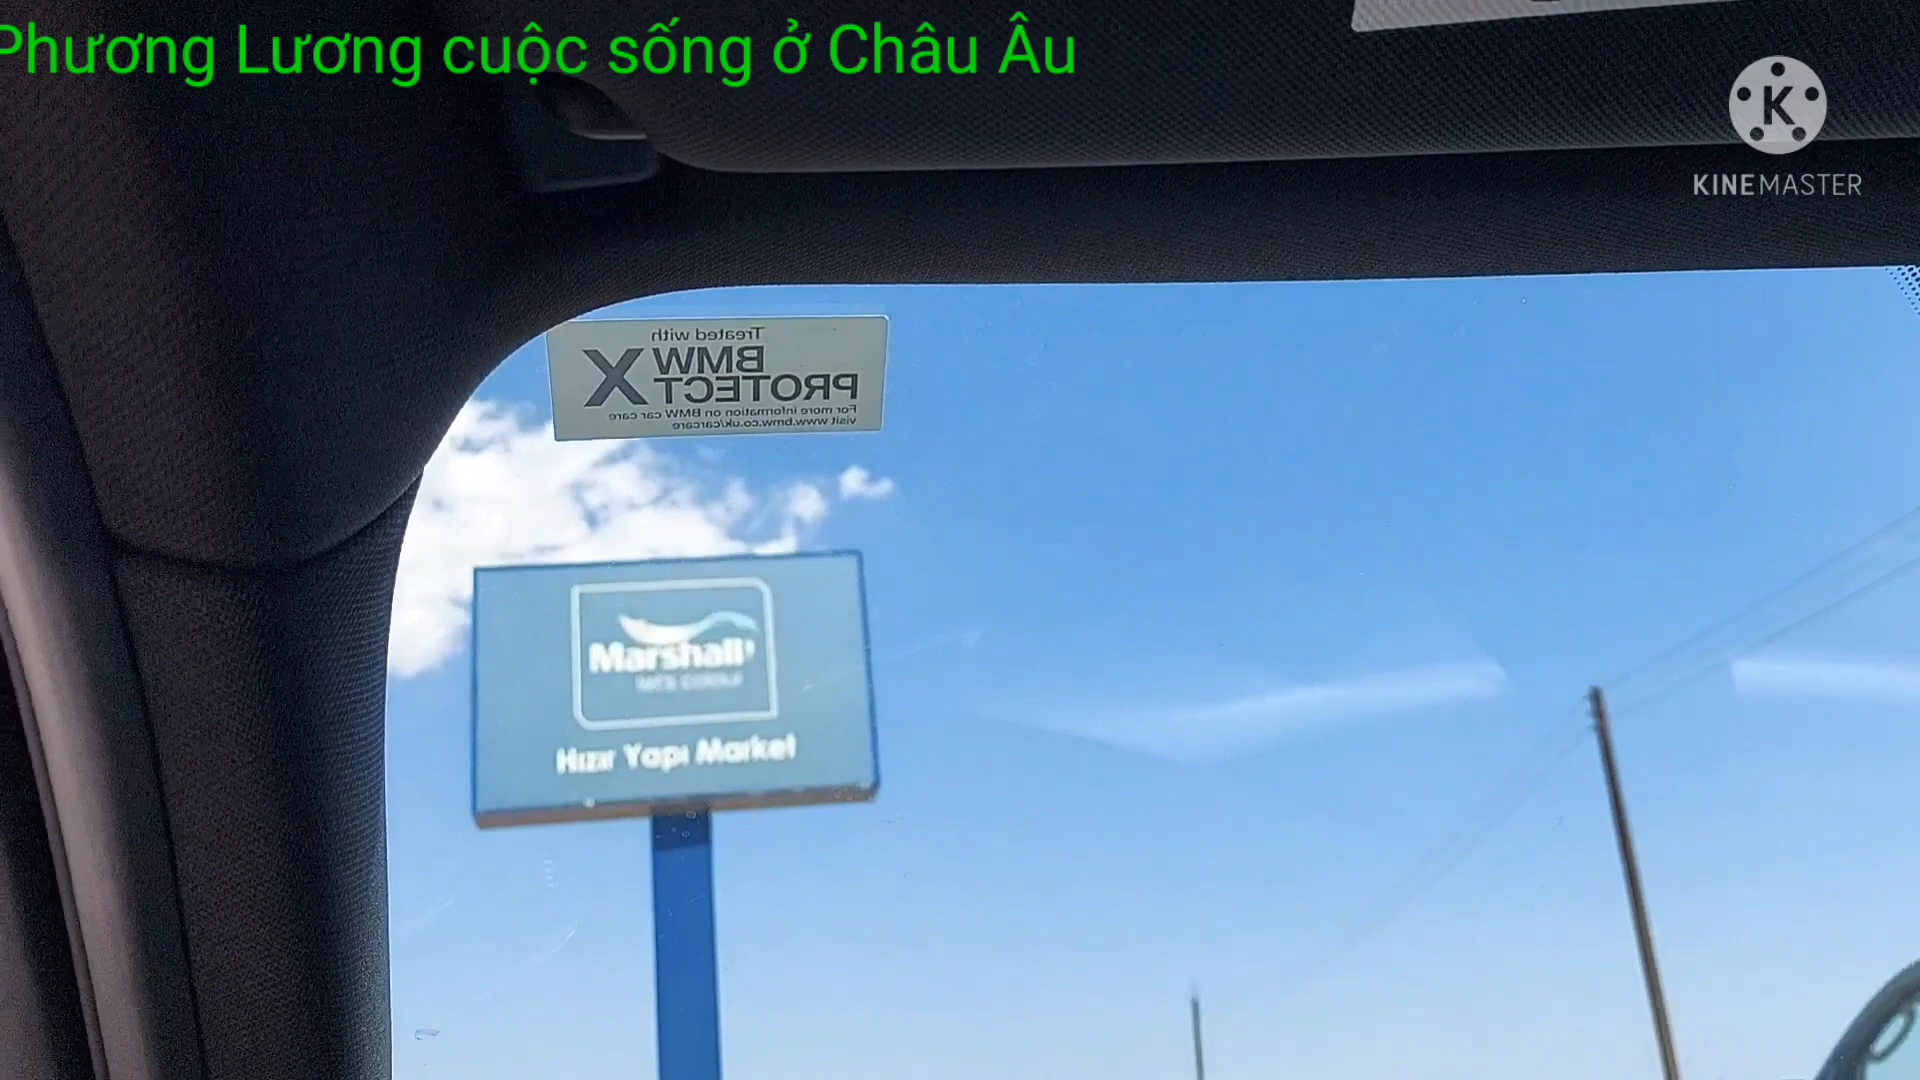 Phương Lương cuộc sống ở Châu Âu
K
KINEMASTER
Treated with
BMW
PROTECT X
For more information on BMW car care
visit www.bmw.co.uk/carcare
Marshall
Hızır Yapı Market